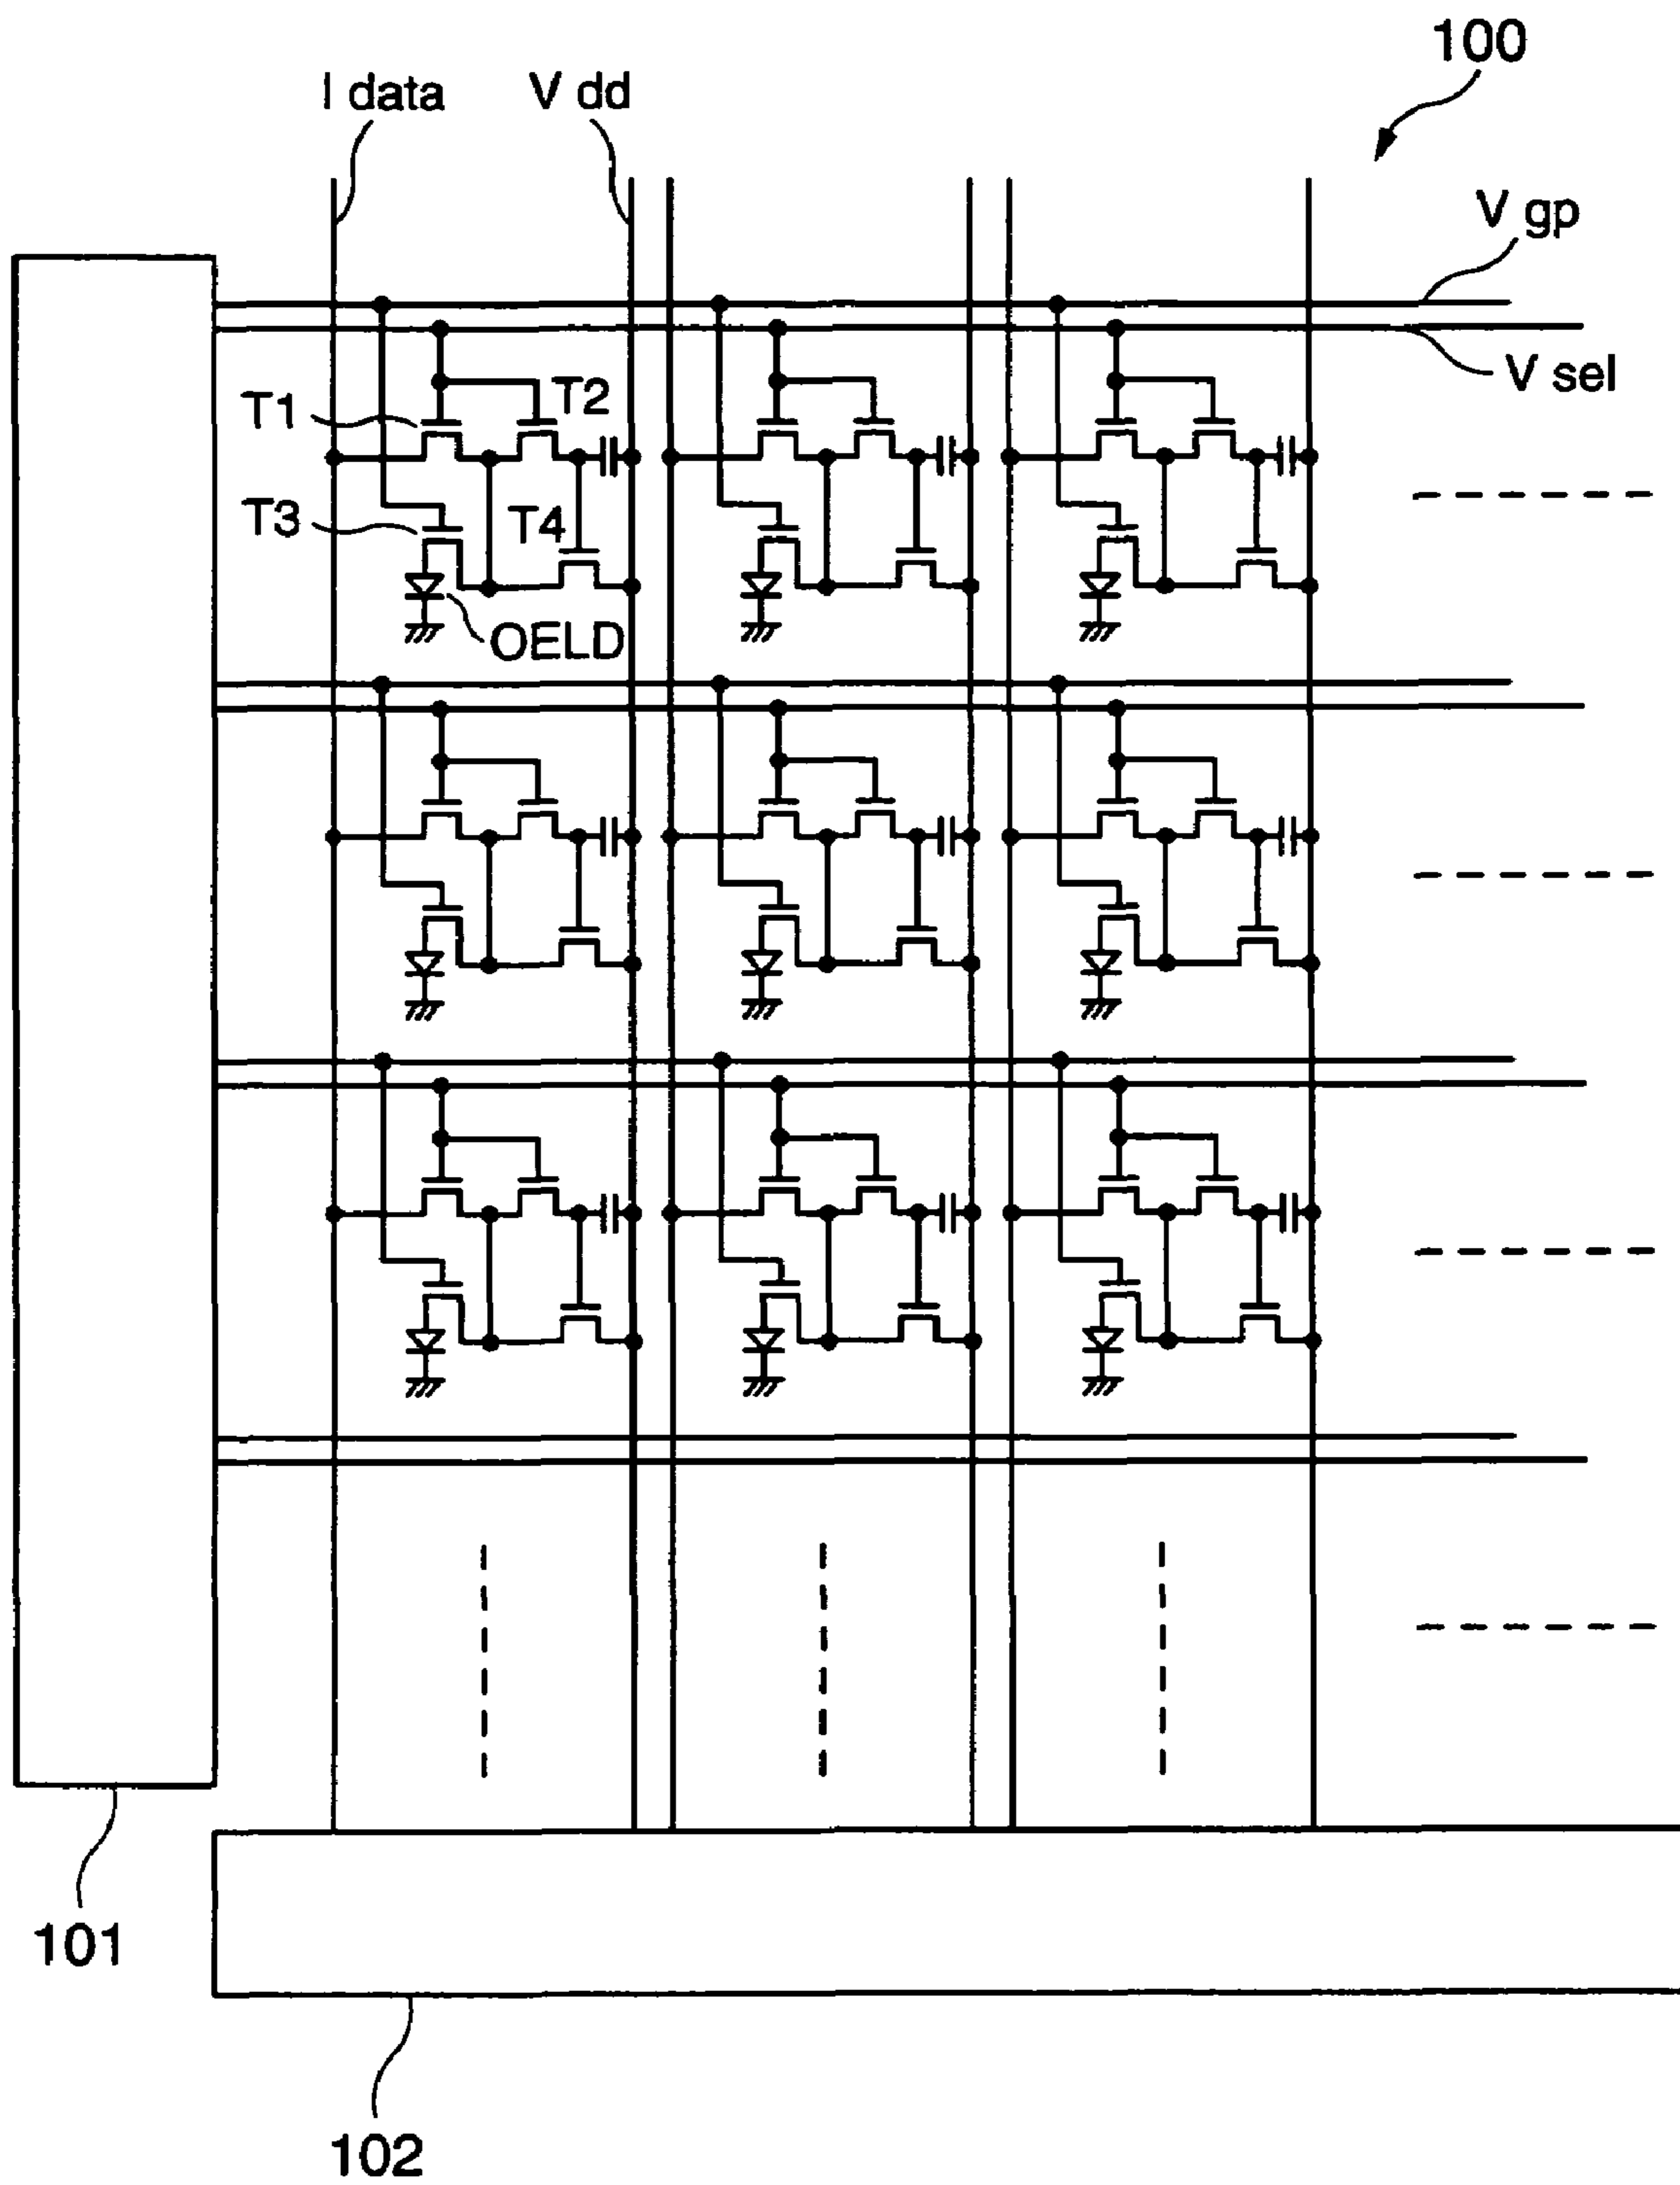 100
I data
V dd
V gp
V sel
T1
T2
T3
T4
OELD
101
102